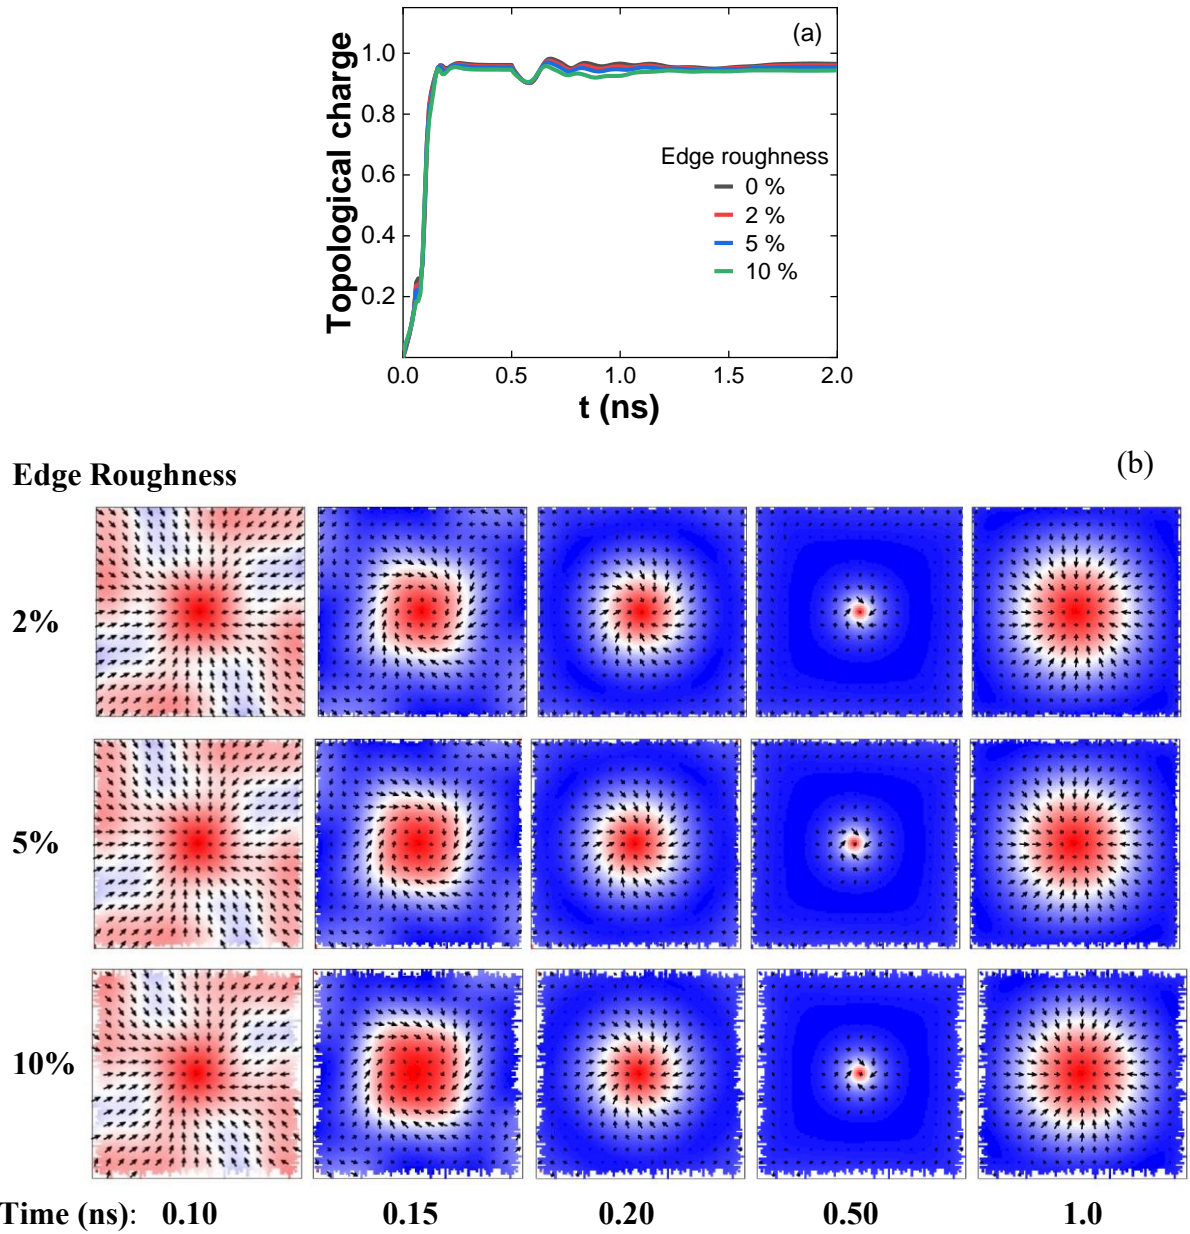 (a)
Topological charge
1.0
0.8
0.6
0.4
0.2
Edge roughness
0 %
2 %
5 %
10 %
0.0 0.5 1.0 1.5 2.0
t (ns)
Edge Roughness
(b)
2%
5%
10%
Time (ns): 0.10 0.15 0.20 0.50 1.0